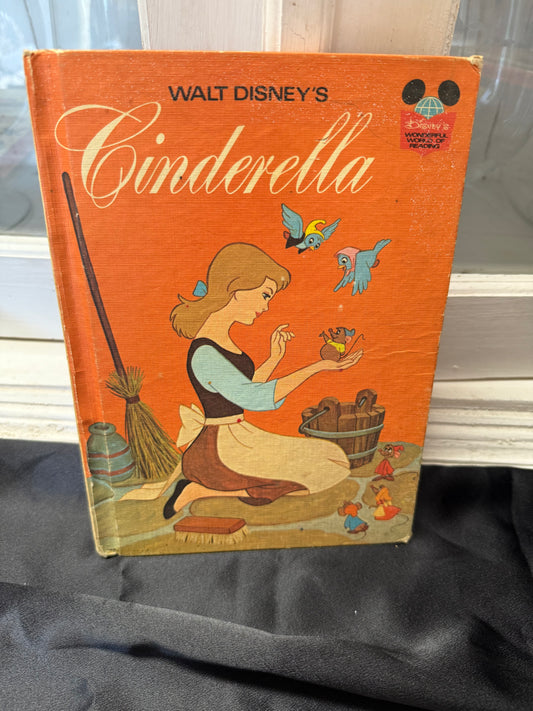 WALT DISNEY'S
Cinderella
Disney's
WONDERFUL
WORLD OF
READING